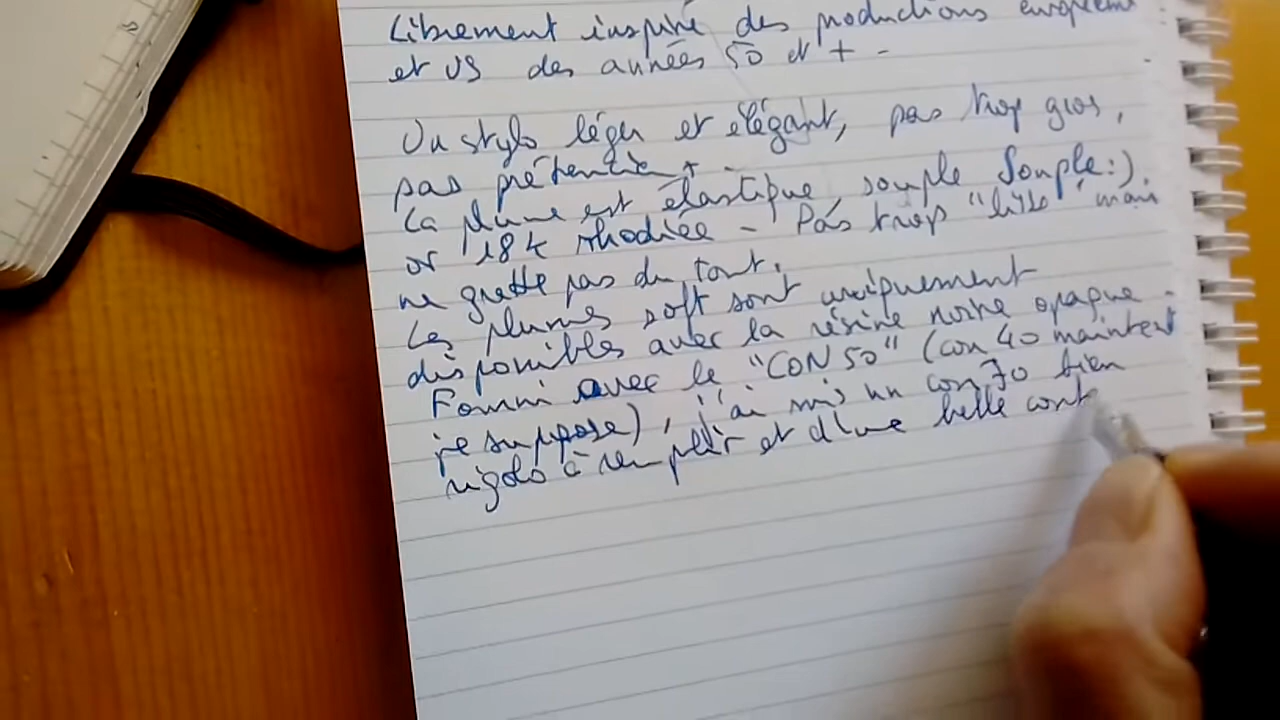 Librement inspiré des productions européens
et US des années 50 et + -
Un stylo léger et élégant, pas trop gros,
pas prétentieux -
La plume est élastique souple souple :).
or 18 k rhodiée - Pas trop mais
ne gratte pas du tout.
Les plumes soft sont uniquement
disponibles avec la résine noire opaque -
Fourni avec le "CON 50" (con 40 maintenant
je suppose), j'ai mis un con 70 bien
rigolo à remplir et d'une belle cont